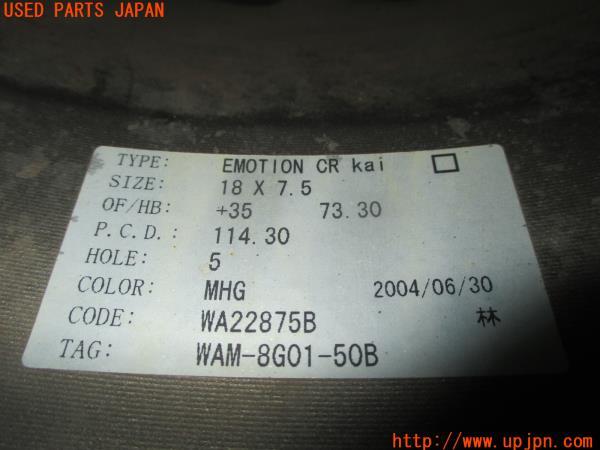 USED PARTS JAPAN
TYPE: EMOTION CR kai □
SIZE: 18 X 7.5
OF/HB: +35 73.30
P.C.D.: 114.30
HOLE: 5
COLOR: MHG 2004/06/30
CODE: WA22875B 林
TAG: WAM-8G01-50B
http://www.upjpn.com/